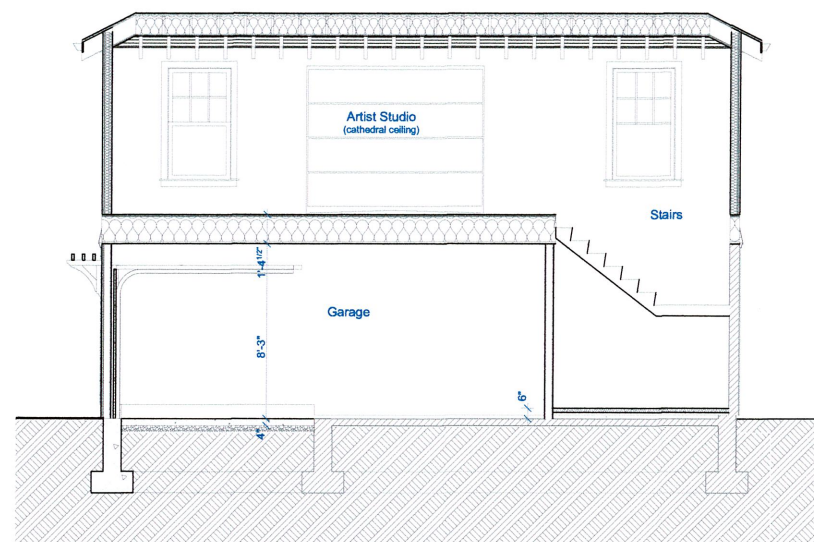 Artist Studio
(cathedral ceiling)
Stairs
1'-4 1/2"
Garage
8'-3"
6"
4"